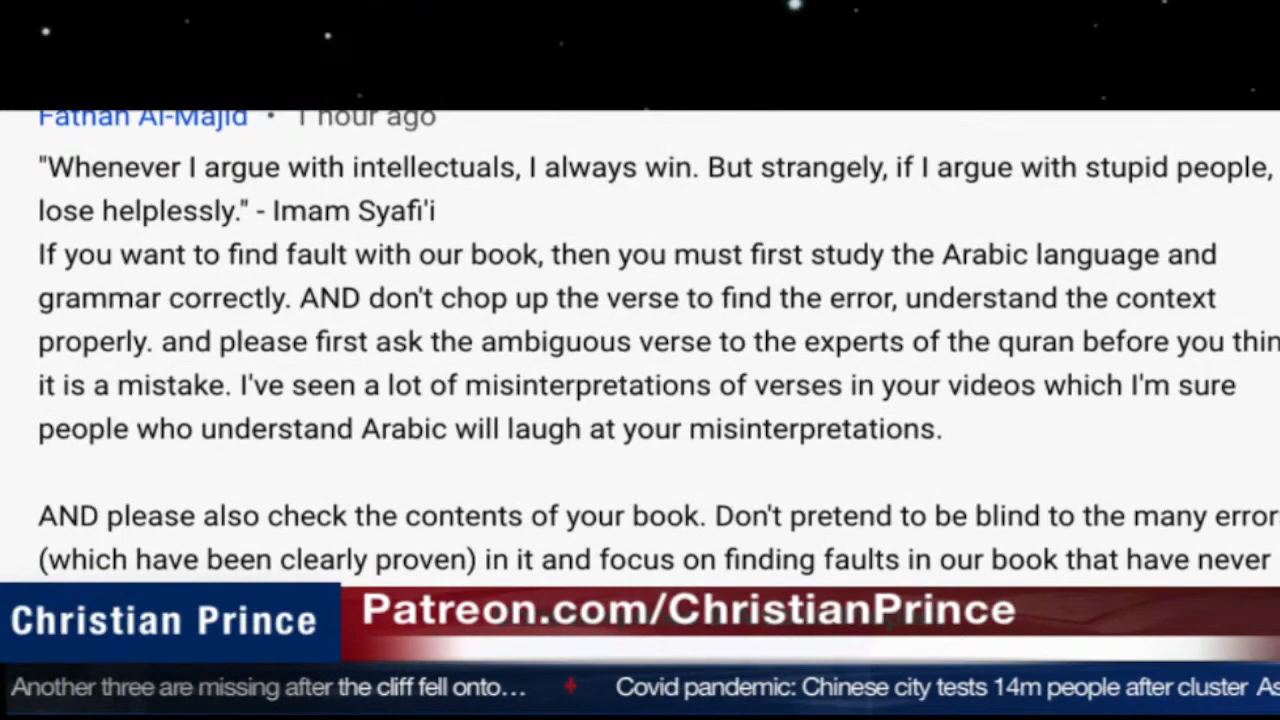 Fathan Al-Majid • 1 hour ago
"Whenever I argue with intellectuals, I always win. But strangely, if I argue with stupid people,
lose helplessly." - Imam Syafi'i
If you want to find fault with our book, then you must first study the Arabic language and
grammar correctly. AND don't chop up the verse to find the error, understand the context
properly. and please first ask the ambiguous verse to the experts of the quran before you thin
it is a mistake. I've seen a lot of misinterpretations of verses in your videos which I'm sure
people who understand Arabic will laugh at your misinterpretations.
AND please also check the contents of your book. Don't pretend to be blind to the many error
(which have been clearly proven) in it and focus on finding faults in our book that have never
Christian Prince
Patreon.com/ChristianPrince
Another three are missing after the cliff fell onto... Covid pandemic: Chinese city tests 14m people after cluster As